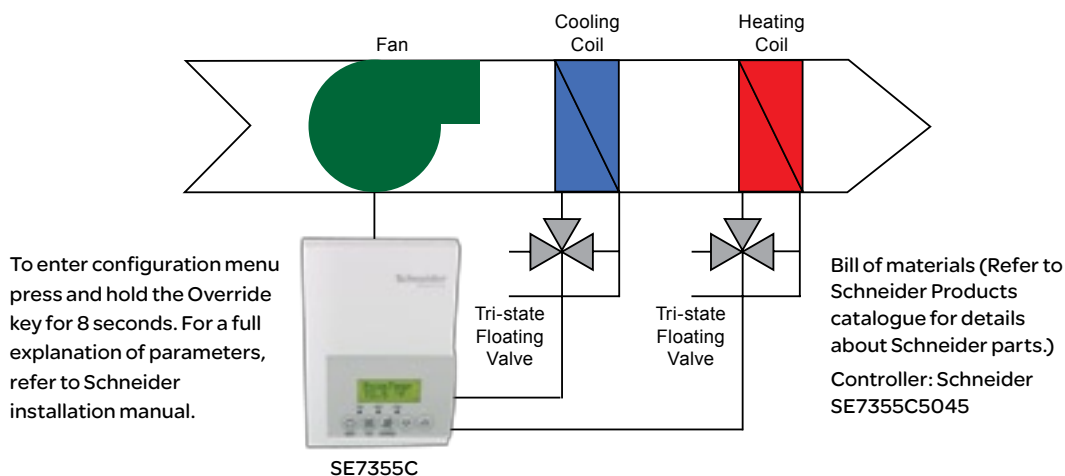 Cooling
Coil
Heating
Coil
Fan
To enter configuration menu
press and hold the Override
key for 8 seconds. For a full
explanation of parameters,
refer to Schneider
installation manual.
Schneider
Tri-state
Floating
Valve
Tri-state
Floating
Valve
Bill of materials (Refer to
Schneider Products
catalogue for details
about Schneider parts.)
Controller: Schneider
SE7355C5045
SE7355C